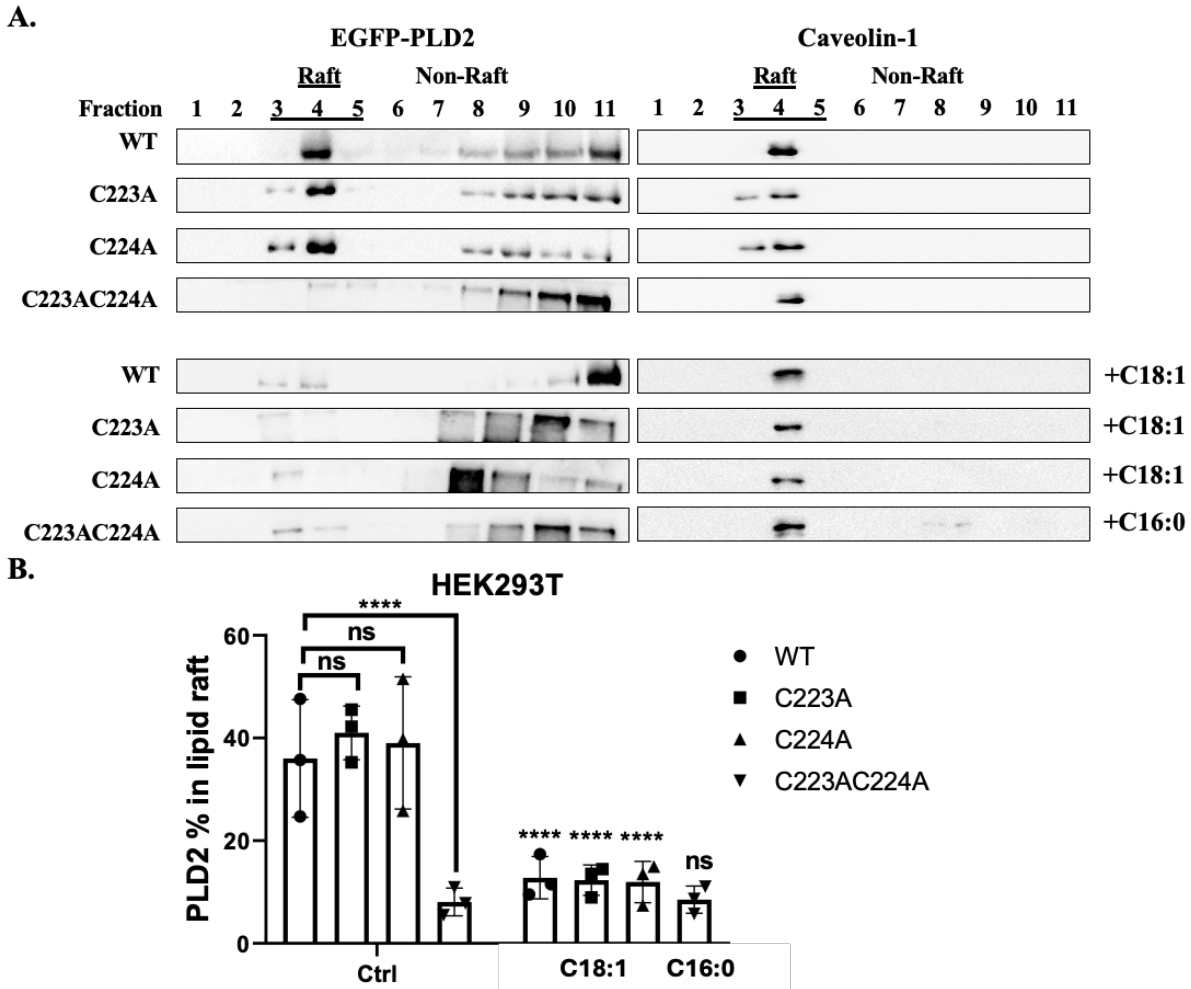 A.
EGFP-PLD2 Caveolin-1
Raft Non-Raft Raft Non-Raft
Fraction 1 2 3 4 5 6 7 8 9 10 11 1 2 3 4 5 6 7 8 9 10 11
WT
C223A
C224A
C223AC224A
WT +C18:1
C223A +C18:1
C224A +C18:1
C223AC224A +C16:0
B.
HEK293T
PLD2 % in lipid raft
60
40
20
0
****
ns
ns
**** **** **** ns
Ctrl C18:1 C16:0
WT
C223A
C224A
C223AC224A